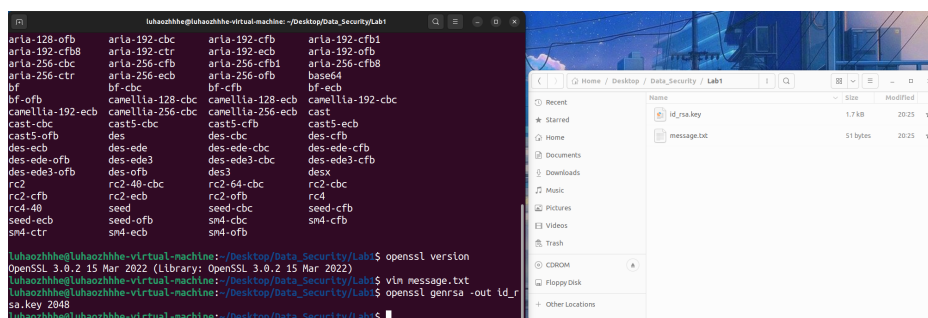 luhaozhhhe@luhaozhhhe-virtual-machine: ~/Desktop/Data_Security/Lab1
aria-128-ofb aria-192-cbc aria-192-cfb aria-192-cfb1
aria-192-cfb8 aria-192-ctr aria-192-ecb aria-192-ofb
aria-256-cbc aria-256-cfb aria-256-cfb1 aria-256-cfb8
aria-256-ctr aria-256-ecb aria-256-ofb base64
bf bf-cbc bf-cfb bf-ecb
bf-ofb camellia-128-cbc camellia-128-ecb camellia-192-cbc
camellia-192-ecb camellia-256-cbc camellia-256-ecb cast
cast-cbc cast5-cbc cast5-cfb cast5-ecb
cast5-ofb des des-cbc des-cfb
des-ecb des-ede des-ede-cbc des-ede-cfb
des-ede-ofb des-ede3 des-ede3-cbc des-ede3-cfb
des-ede3-ofb des-ofb des3 desx
rc2 rc2-40-cbc rc2-64-cbc rc2-cbc
rc2-cfb rc2-ecb rc2-ofb rc4
rc4-40 seed seed-cbc seed-cfb
seed-ecb seed-ofb sm4-cbc sm4-cfb
sm4-ctr sm4-ecb sm4-ofb
luhaozhhhe@luhaozhhhe-virtual-machine:~/Desktop/Data_Security/Lab1$ openssl version
OpenSSL 3.0.2 15 Mar 2022 (Library: OpenSSL 3.0.2 15 Mar 2022)
luhaozhhhe@luhaozhhhe-virtual-machine:~/Desktop/Data_Security/Lab1$ vim message.txt
luhaozhhhe@luhaozhhhe-virtual-machine:~/Desktop/Data_Security/Lab1$ openssl genrsa -out id_r
sa.key 2048
luhaozhhhe@luhaozhhhe-virtual-machine:~/Desktop/Data_Security/Lab1$
Home / Desktop / Data_Security / Lab1
Recent
Starred
Home
Documents
Downloads
Music
Pictures
Videos
Trash
CDROM
Floppy Disk
+ Other Locations
Name Size Modified
id_rsa.key 1.7 kB 20:25
message.txt 51 bytes 20:25